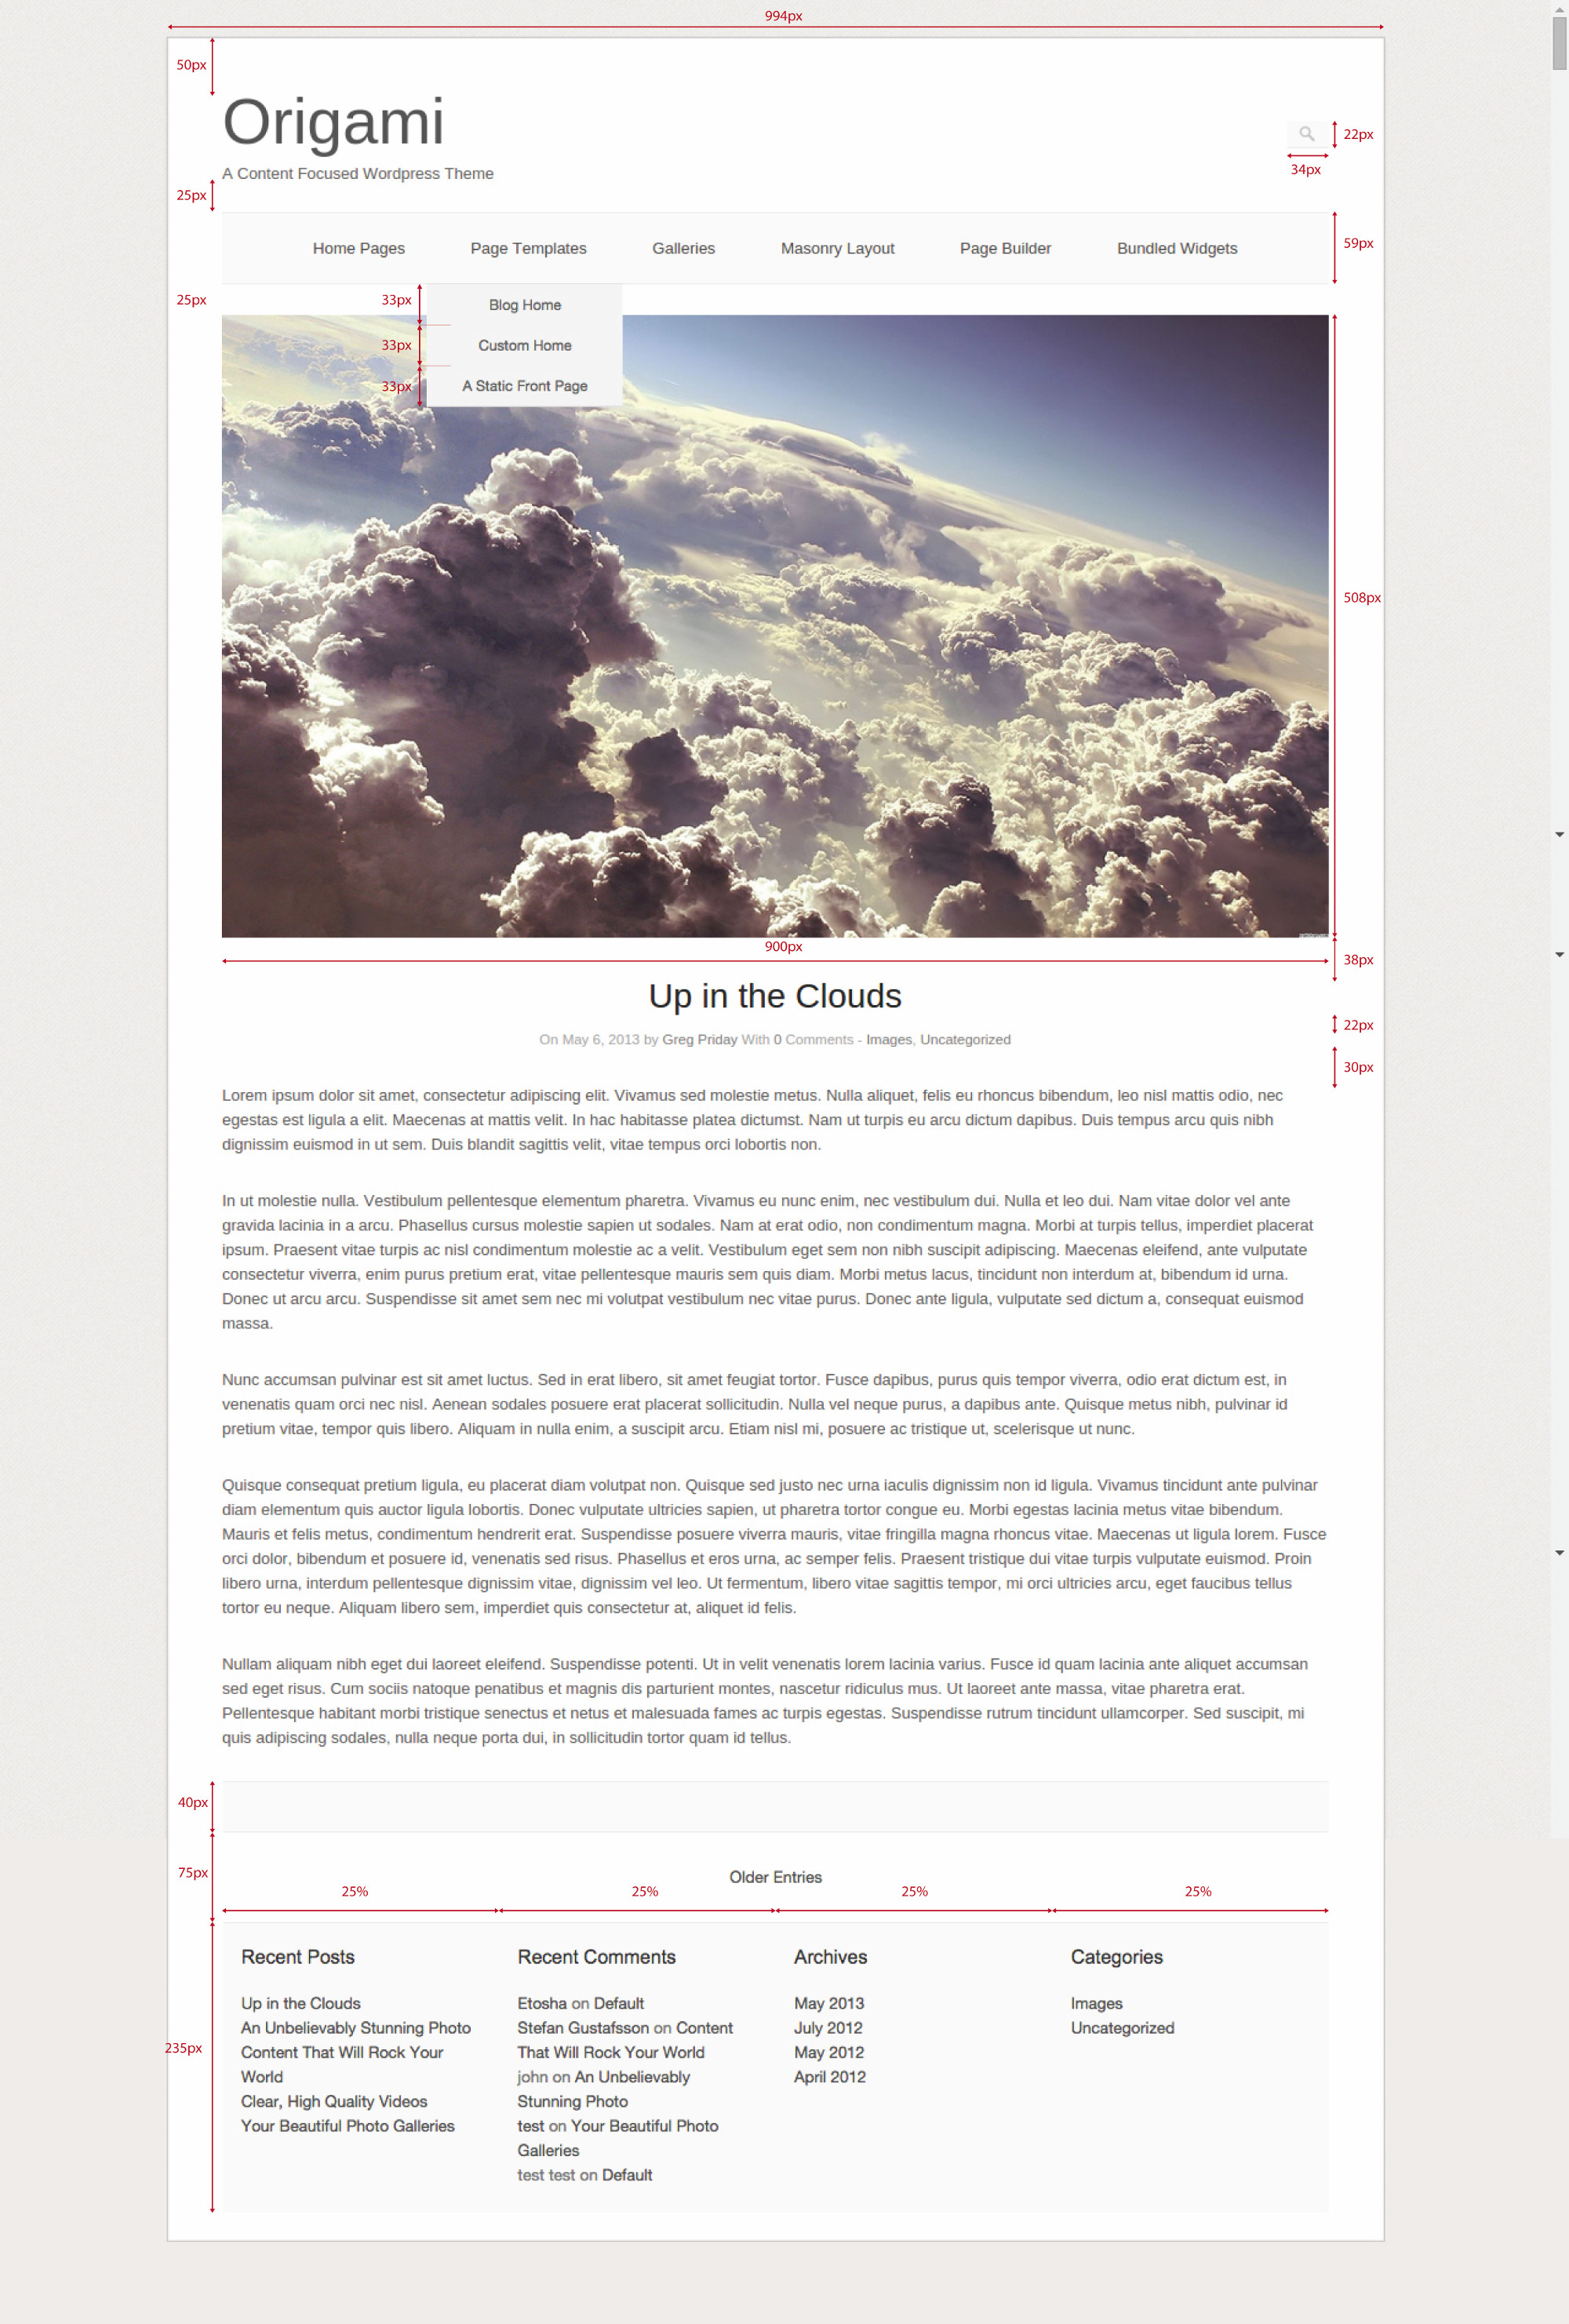 994px
50px
Origami
22px
A Content Focused Wordpress Theme
34px
25px
Home Pages Page Templates Galleries Masonry Layout Page Builder Bundled Widgets
59px
25px
33px
Blog Home
33px
Custom Home
33px
A Static Front Page
508px
900px
38px
Up in the Clouds
22px
On May 6, 2013 by Greg Priday With 0 Comments - Images, Uncategorized
30px
Lorem ipsum dolor sit amet, consectetur adipiscing elit. Vivamus sed molestie metus. Nulla aliquet, felis eu rhoncus bibendum, leo nisl mattis odio, nec
egestas est ligula a elit. Maecenas at mattis velit. In hac habitasse platea dictumst. Nam ut turpis eu arcu dictum dapibus. Duis tempus arcu quis nibh
dignissim euismod in ut sem. Duis blandit sagittis velit, vitae tempus orci lobortis non.
In ut molestie nulla. Vestibulum pellentesque elementum pharetra. Vivamus eu nunc enim, nec vestibulum dui. Nulla et leo dui. Nam vitae dolor vel ante
gravida lacinia in a arcu. Phasellus cursus molestie sapien ut sodales. Nam at erat odio, non condimentum magna. Morbi at turpis tellus, imperdiet placerat
ipsum. Praesent vitae turpis ac nisl condimentum molestie ac a velit. Vestibulum eget sem non nibh suscipit adipiscing. Maecenas eleifend, ante vulputate
consectetur viverra, enim purus pretium erat, vitae pellentesque mauris sem quis diam. Morbi metus lacus, tincidunt non interdum at, bibendum id urna.
Donec ut arcu arcu. Suspendisse sit amet sem nec mi volutpat vestibulum nec vitae purus. Donec ante ligula, vulputate sed dictum a, consequat euismod
massa.
Nunc accumsan pulvinar est sit amet luctus. Sed in erat libero, sit amet feugiat tortor. Fusce dapibus, purus quis tempor viverra, odio erat dictum est, in
venenatis quam orci nec nisl. Aenean sodales posuere erat placerat sollicitudin. Nulla vel neque purus, a dapibus ante. Quisque metus nibh, pulvinar id
pretium vitae, tempor quis libero. Aliquam in nulla enim, a suscipit arcu. Etiam nisl mi, posuere ac tristique ut, scelerisque ut nunc.
Quisque consequat pretium ligula, eu placerat diam volutpat non. Quisque sed justo nec urna iaculis dignissim non id ligula. Vivamus tincidunt ante pulvinar
diam elementum quis auctor ligula lobortis. Donec vulputate ultricies sapien, ut pharetra tortor congue eu. Morbi egestas lacinia metus vitae bibendum.
Mauris et felis metus, condimentum hendrerit erat. Suspendisse posuere viverra mauris, vitae fringilla magna rhoncus vitae. Maecenas ut ligula lorem. Fusce
orci dolor, bibendum et posuere id, venenatis sed risus. Phasellus et eros urna, ac semper felis. Praesent tristique dui vitae turpis vulputate euismod. Proin
libero urna, interdum pellentesque dignissim vitae, dignissim vel leo. Ut fermentum, libero vitae sagittis tempor, mi orci ultricies arcu, eget faucibus tellus
tortor eu neque. Aliquam libero sem, imperdiet quis consectetur at, aliquet id felis.
Nullam aliquam nibh eget dui laoreet eleifend. Suspendisse potenti. Ut in velit venenatis lorem lacinia varius. Fusce id quam lacinia ante aliquet accumsan
sed eget risus. Cum sociis natoque penatibus et magnis dis parturient montes, nascetur ridiculus mus. Ut laoreet ante massa, vitae pharetra erat.
Pellentesque habitant morbi tristique senectus et netus et malesuada fames ac turpis egestas. Suspendisse rutrum tincidunt ullamcorper. Sed suscipit, mi
quis adipiscing sodales, nulla neque porta dui, in sollicitudin tortor quam id tellus.
40px
75px
Older Entries
25% 25% 25% 25%
235px
Recent Posts
Up in the Clouds
An Unbelievably Stunning Photo
Content That Will Rock Your
World
Clear, High Quality Videos
Your Beautiful Photo Galleries
Recent Comments
Etosha on Default
Stefan Gustafsson on Content
That Will Rock Your World
john on An Unbelievably
Stunning Photo
test on Your Beautiful Photo
Galleries
test test on Default
Archives
May 2013
July 2012
May 2012
April 2012
Categories
Images
Uncategorized